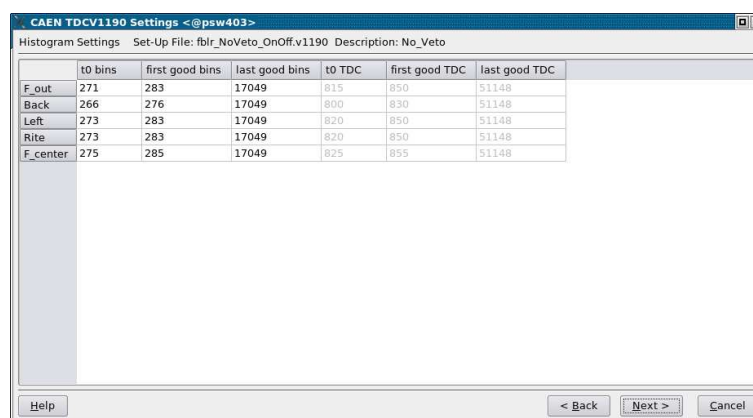 CAEN TDCV1190 Settings <@psw403>
Histogram Settings Set-Up File: fblr_NoVeto_OnOff.v1190 Description: No_Veto
t0 bins first good bins last good bins t0 TDC first good TDC last good TDC
F_out 271 283 17049 815 850 51148
Back 266 276 17049 800 830 51148
Left 273 283 17049 820 850 51148
Rite 273 283 17049 820 850 51148
F_center 275 285 17049 825 855 51148
Help < Back Next > Cancel